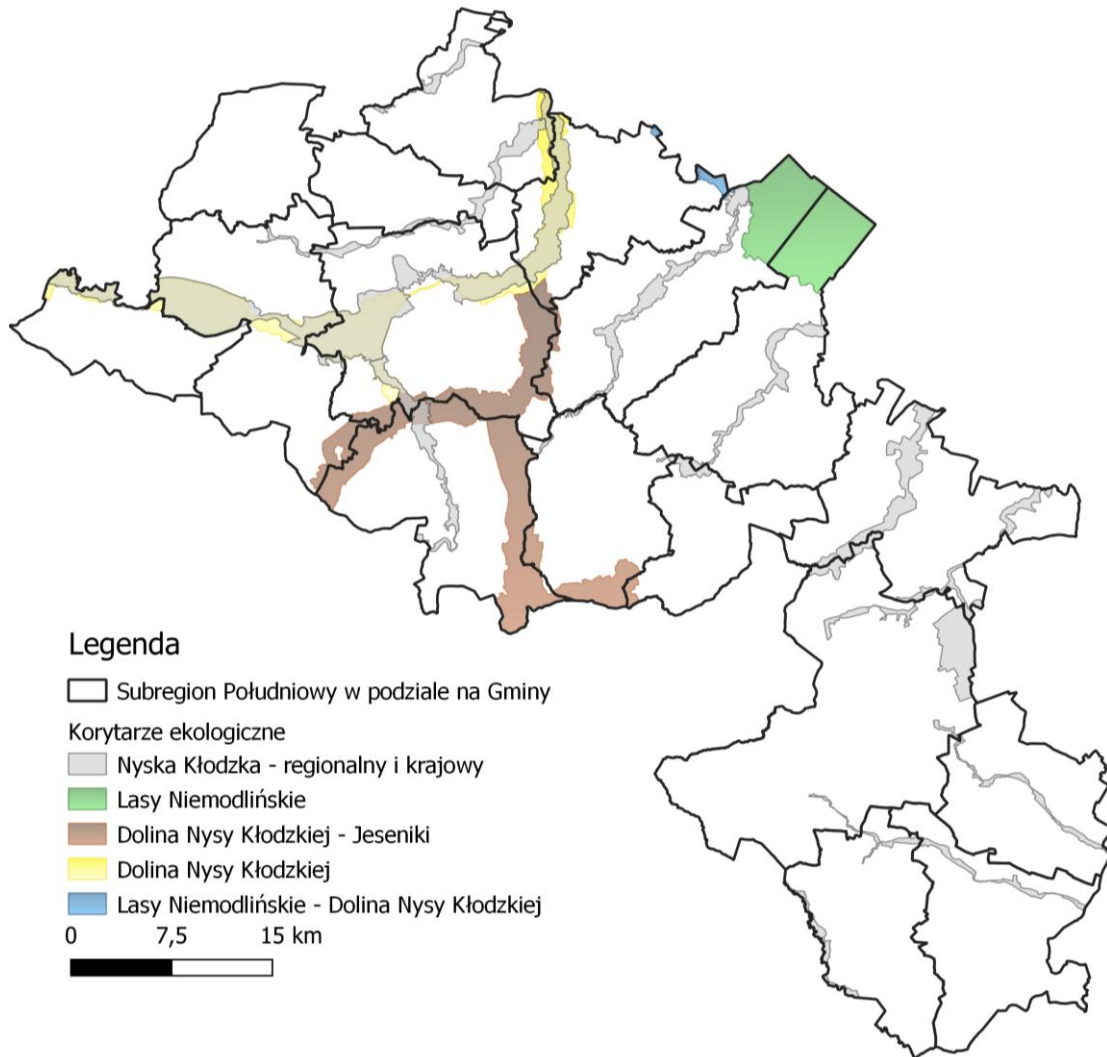 Legenda
Subregion Południowy w podziale na Gminy
Korytarze ekologiczne
Nyska Kłodzka - regionalny i krajowy
Lasy Niemodlińskie
Dolina Nysy Kłodzkiej - Jeseniki
Dolina Nysy Kłodzkiej
Lasy Niemodlińskie - Dolina Nysy Kłodzkiej
0 7,5 15 km